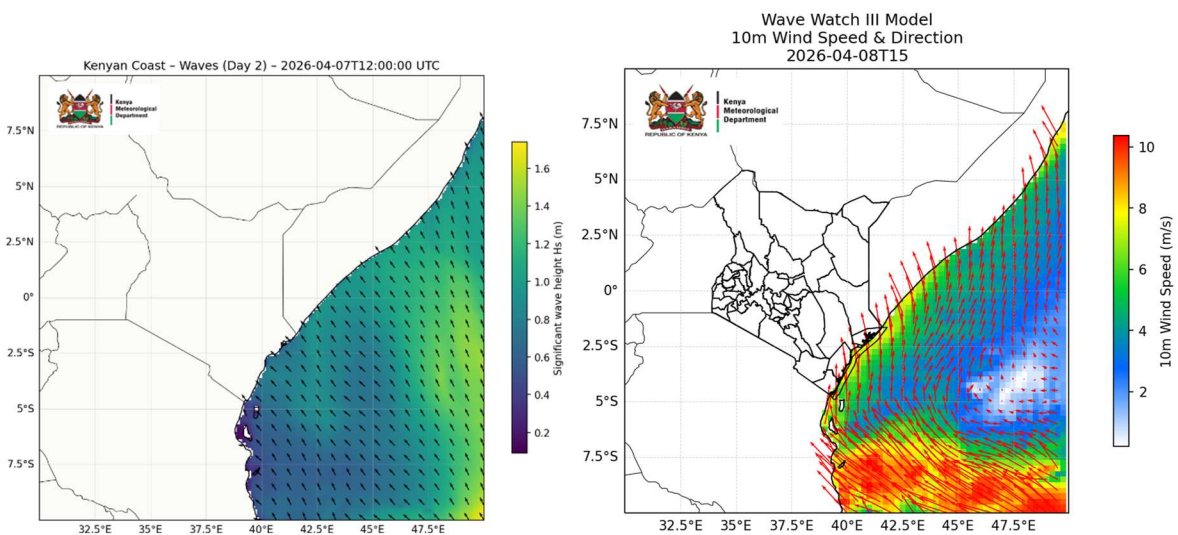 Kenyan Coast – Waves (Day 2) – 2026-04-07T12:00:00 UTC
REPUBLIC OF KENYA
Kenya
Meteorological
Department
7.5°N
5°N
2.5°N
0°
2.5°S
5°S
7.5°S
32.5°E 35°E 37.5°E 40°E 42.5°E 45°E 47.5°E
1.6
1.4
1.2
1.0
0.8
0.6
0.4
0.2
Significant wave height Hs (m)
Wave Watch III Model
10m Wind Speed & Direction
2026-04-08T15
REPUBLIC OF KENYA
Kenya
Meteorological
Department
7.5°N
5°N
2.5°N
0°
2.5°S
5°S
7.5°S
32.5°E 35°E 37.5°E 40°E 42.5°E 45°E 47.5°E
10
8
6
4
2
10m Wind Speed (m/s)